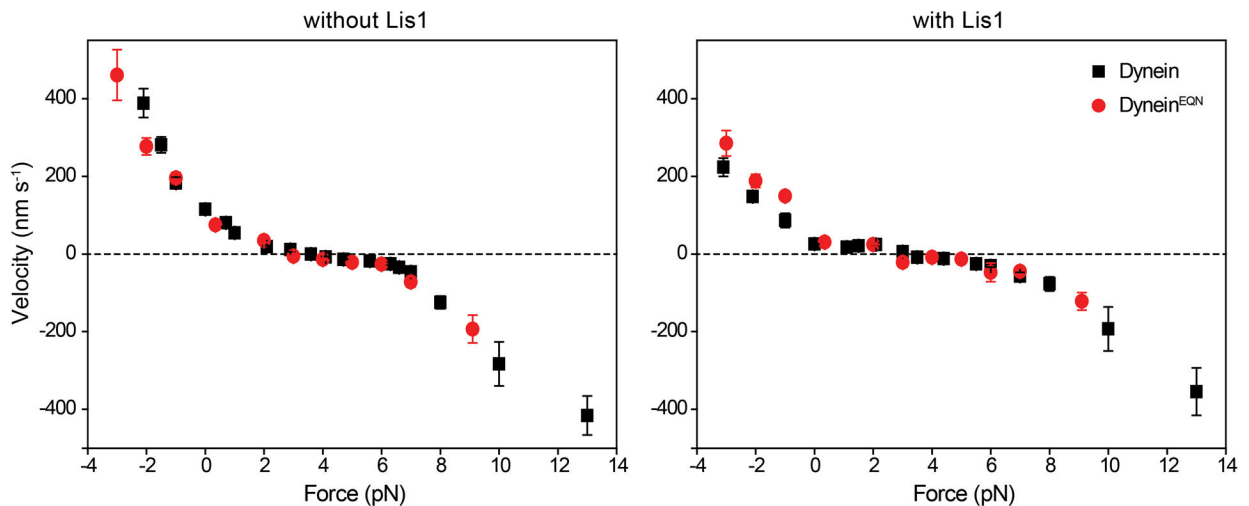 without Lis1
with Lis1
Velocity (nm s⁻¹)
400
200
0
-200
-400
-4 -2 0 2 4 6 8 10 12 14
Force (pN)
Dynein
Dynein^EQN
-4 -2 0 2 4 6 8 10 12 14
Force (pN)
400
200
0
-200
-400